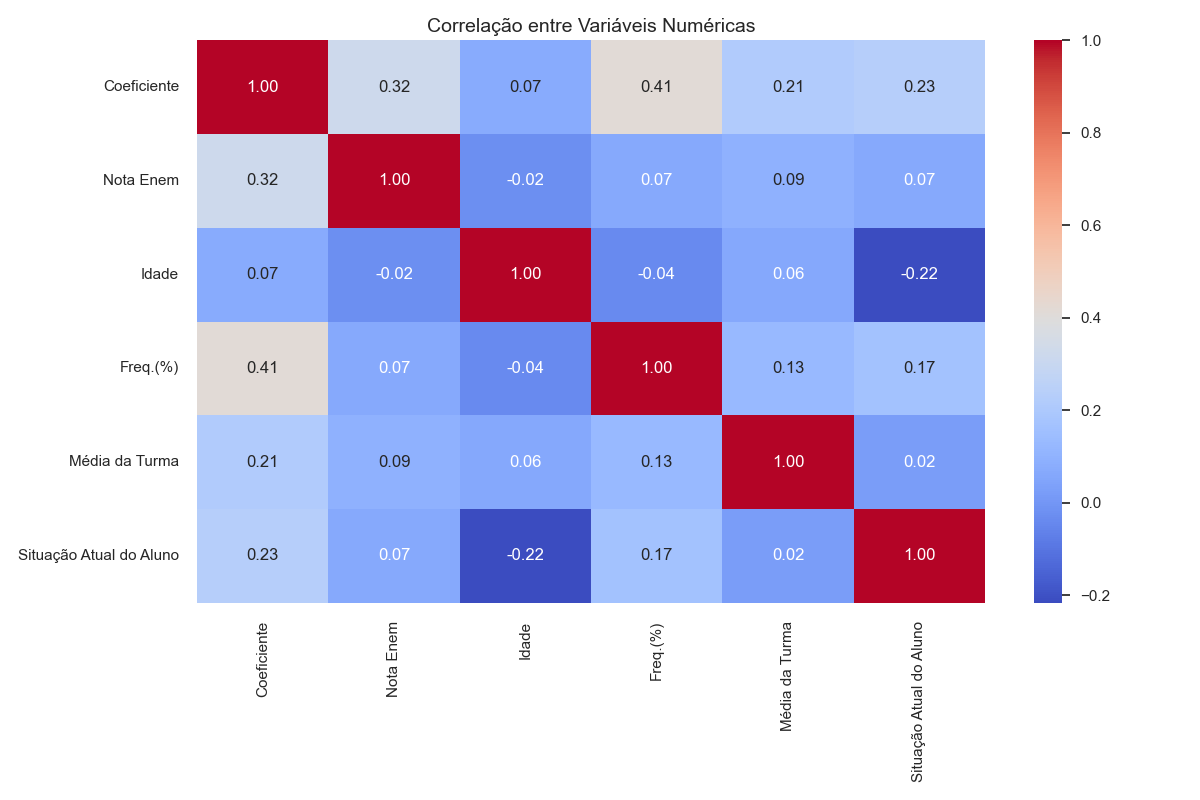 Correlação entre Variáveis Numéricas
Coeficiente 1.00 0.32 0.07 0.41 0.21 0.23
Nota Enem 0.32 1.00 -0.02 0.07 0.09 0.07
Idade 0.07 -0.02 1.00 -0.04 0.06 -0.22
Freq.(%) 0.41 0.07 -0.04 1.00 0.13 0.17
Média da Turma 0.21 0.09 0.06 0.13 1.00 0.02
Situação Atual do Aluno 0.23 0.07 -0.22 0.17 0.02 1.00
Coeficiente
Nota Enem
Idade
Freq.(%)
Média da Turma
Situação Atual do Aluno
1.0
0.8
0.6
0.4
0.2
0.0
−0.2